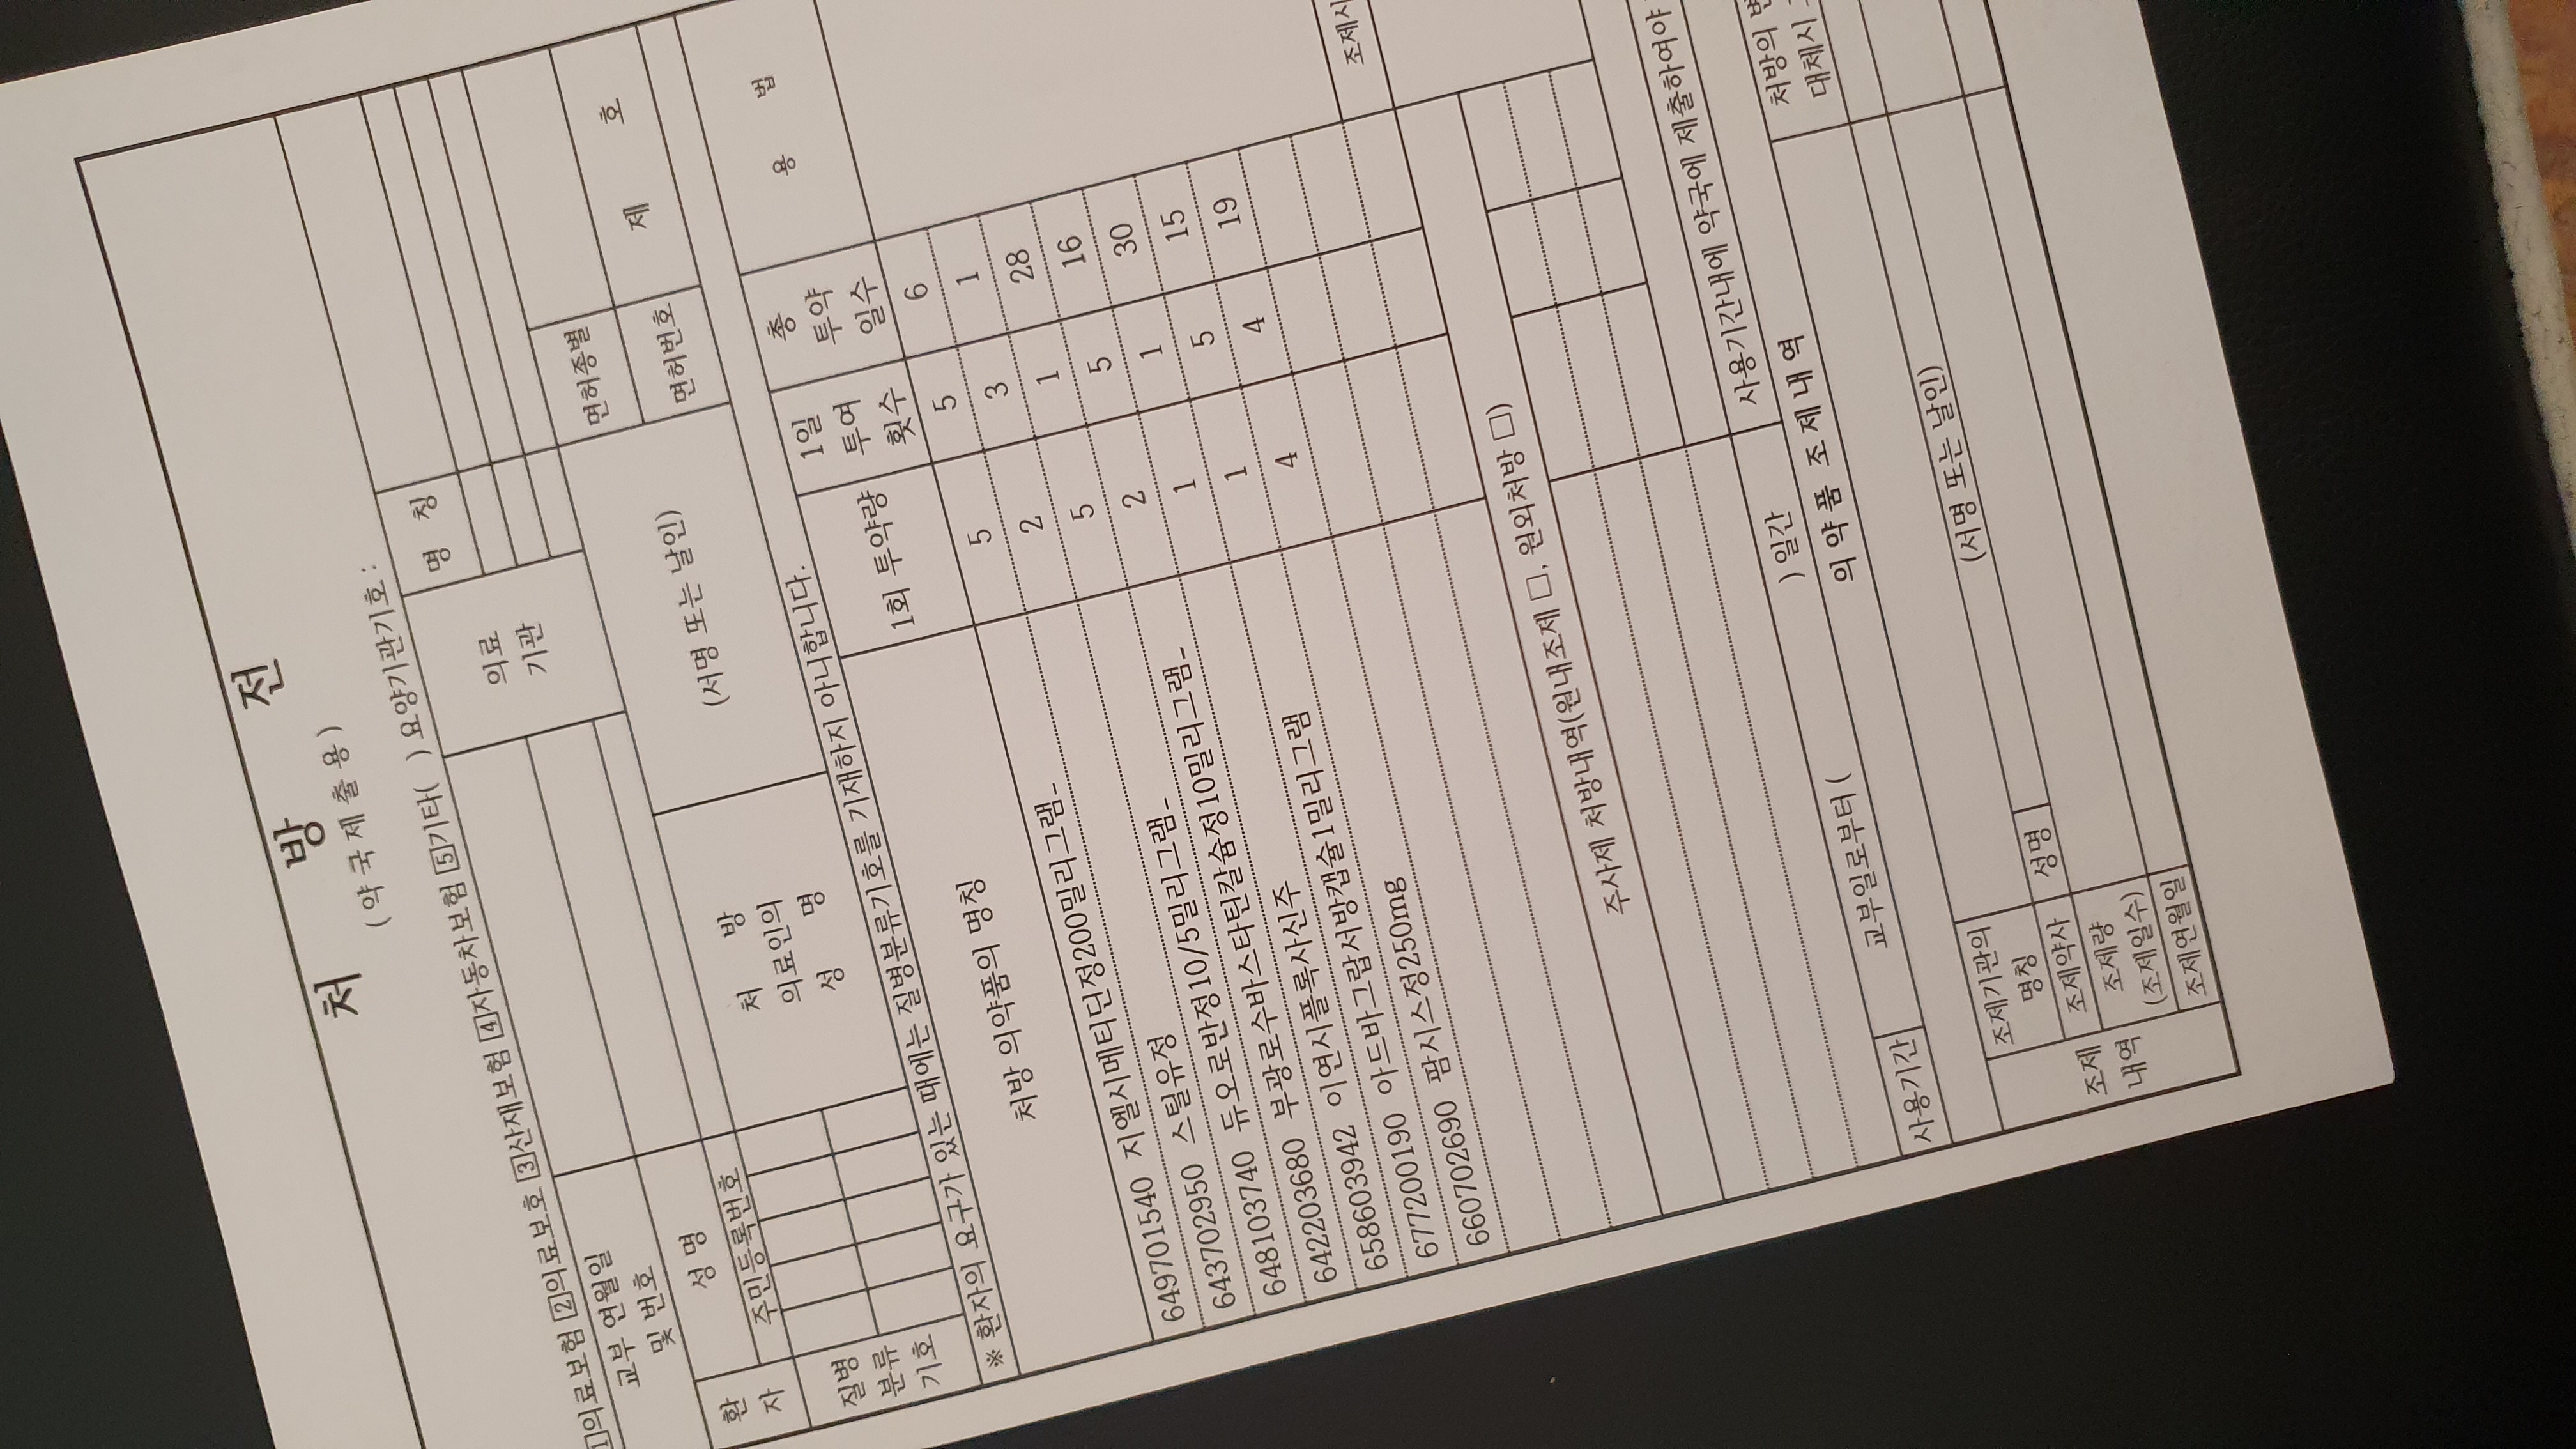 처 방 전
( 약 국 제 출 용 )
1의료보험 2의료보호 3산재보험 4자동차보험 5기타( ) 요양기관기호 :
교부 연월일
및 번호
의료
기관
명 칭
환
자
성 명
주민등록번호
처 방
의료인의
성 명
(서명 또는 날인)
면허종별
면허번호
제 호
질병
분류
기호
※ 환자의 요구가 있는 때에는 질병분류기호를 기재하지 아니합니다.
처방 의약품의 명칭
1회 투약량
1일
투여
횟수
총
투약
일수
용 법
649701540 지엘시메티딘정200밀리그램_ 5 5 6
643702950 스틸유정 2 3 1
648103740 듀오로반정10/5밀리그램_ 5 1 28
642203680 부광로수바스타틴칼슘정10밀리그램_ 2 5 16
658603942 이연시플록사신주 1 1 30
677200190 아드바그랍서방캡슐1밀리그램 1 5 15
660702690 팜시스정250mg 4 4 19
조제시
주사제 처방내역(원내조제 □, 원외처방 □)
사용기간
교부일로부터 ( ) 일간
사용기간내에 약국에 제출하여야
의 약 품 조 제 내 역
조제
내역
조제기관의
명칭
처방의
대체시
조제약사
성명
(서명 또는 날인)
조제량
(조제일수)
조제연월일